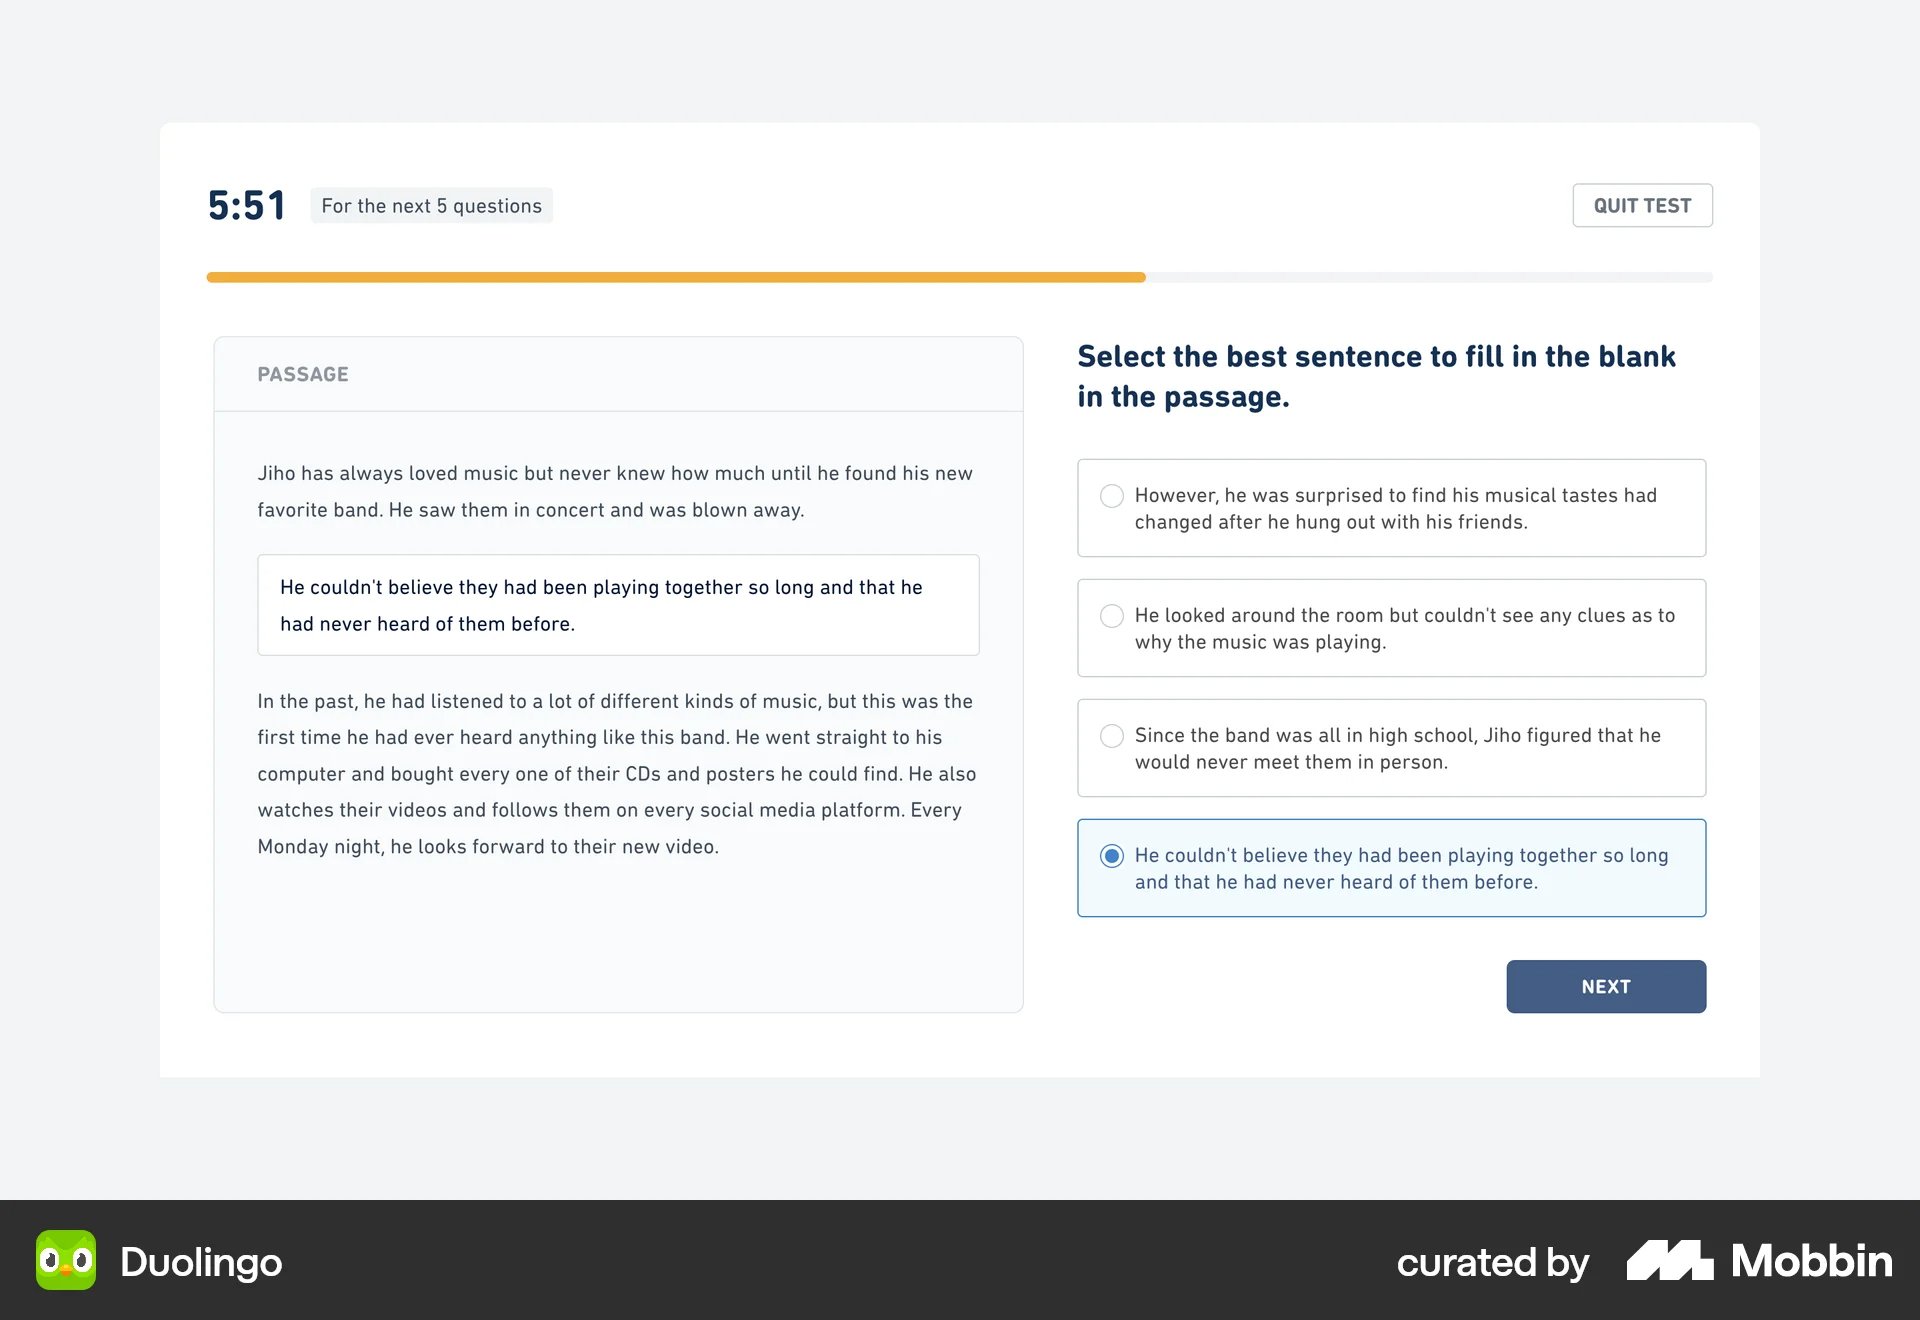 5:51
For the next 5 questions
QUIT TEST
PASSAGE
Jiho has always loved music but never knew how much until he found his new
favorite band. He saw them in concert and was blown away.
He couldn't believe they had been playing together so long and that he
had never heard of them before.
In the past, he had listened to a lot of different kinds of music, but this was the
first time he had ever heard anything like this band. He went straight to his
computer and bought every one of their CDs and posters he could find. He also
watches their videos and follows them on every social media platform. Every
Monday night, he looks forward to their new video.
Select the best sentence to fill in the blank
in the passage.
However, he was surprised to find his musical tastes had
changed after he hung out with his friends.
He looked around the room but couldn't see any clues as to
why the music was playing.
Since the band was all in high school, Jiho figured that he
would never meet them in person.
He couldn't believe they had been playing together so long
and that he had never heard of them before.
NEXT
Duolingo
curated by
Mobbin